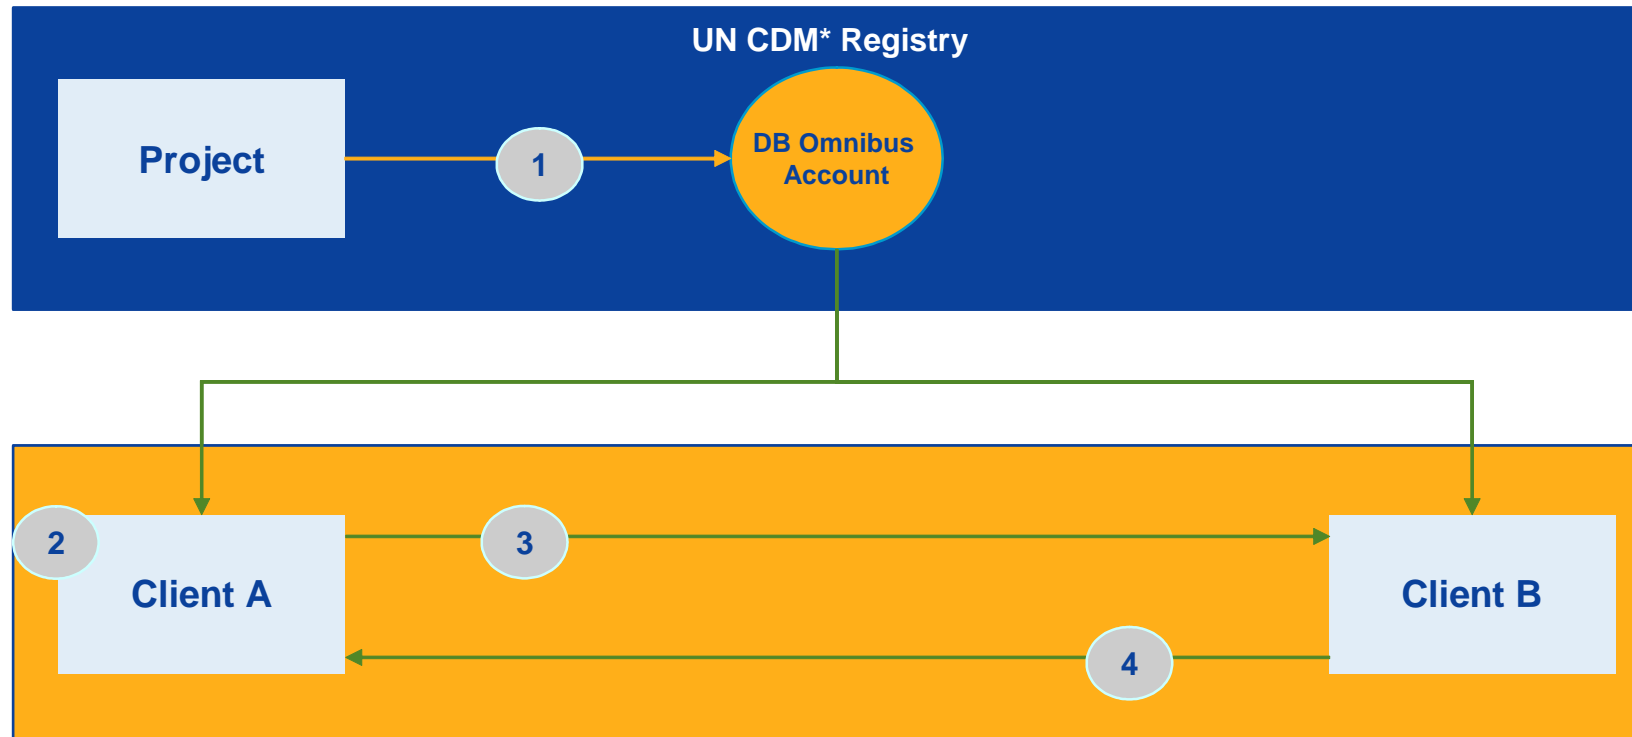 UN CDM* Registry
Project
1
DB Omnibus
Account
2
3
Client A
Client B
4